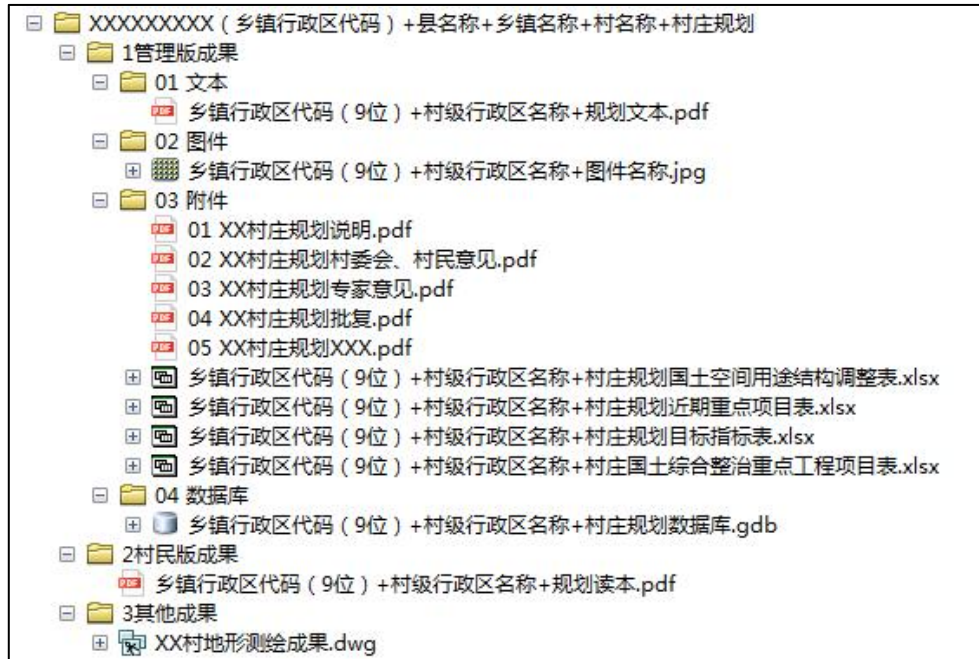 XXXXXXXXX（乡镇行政区代码）+县名称+乡镇名称+村名称+村庄规划
1管理版成果
01 文本
乡镇行政区代码（9位）+村级行政区名称+规划文本.pdf
02 图件
乡镇行政区代码（9位）+村级行政区名称+图件名称.jpg
03 附件
01 XX村庄规划说明.pdf
02 XX村庄规划村委会、村民意见.pdf
03 XX村庄规划专家意见.pdf
04 XX村庄规划批复.pdf
05 XX村庄规划XXX.pdf
乡镇行政区代码（9位）+村级行政区名称+村庄规划国土空间用途结构调整表.xlsx
乡镇行政区代码（9位）+村级行政区名称+村庄规划近期重点项目表.xlsx
乡镇行政区代码（9位）+村级行政区名称+村庄规划目标指标表.xlsx
乡镇行政区代码（9位）+村级行政区名称+村庄国土综合整治重点工程项目表.xlsx
04 数据库
乡镇行政区代码（9位）+村级行政区名称+村庄规划数据库.gdb
2村民版成果
乡镇行政区代码（9位）+村级行政区名称+规划读本.pdf
3其他成果
XX村地形测绘成果.dwg